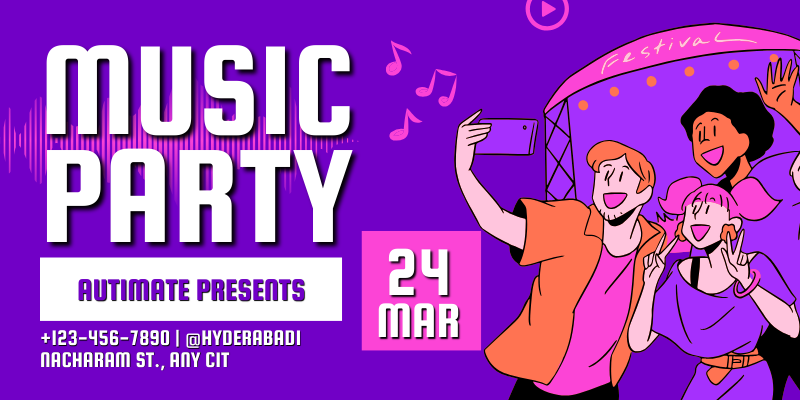 MUSIC
PARTY
AUTIMATE PRESENTS
+123-456-7890 | @HYDERABADI
NACHARAM ST., ANY CIT
24
MAR
Festival